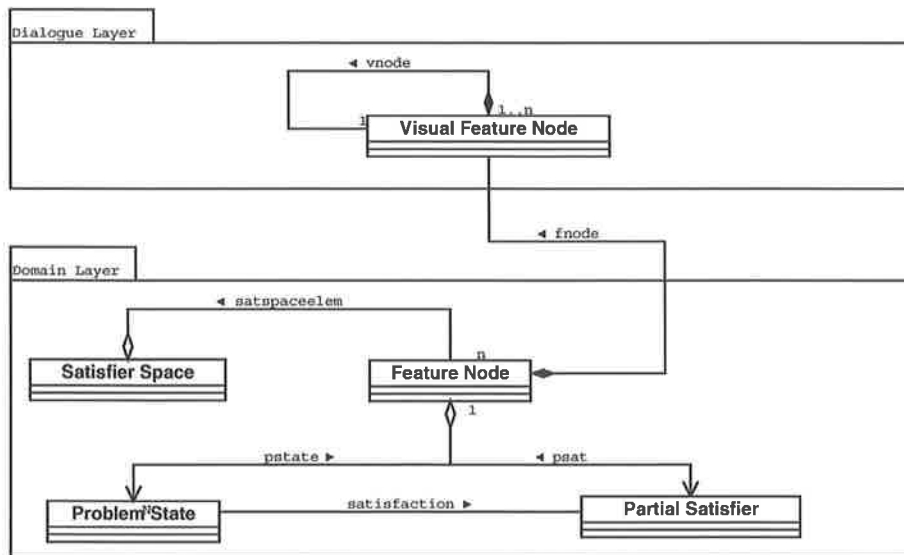 Dialogue Layer
◄ vnode
1..n
1
Visual Feature Node
◄ fnode
Domain Layer
◄ satspaceelem
n
Satisfier Space
Feature Node
1
pstate ►
◄ psat
satisfaction ►
N
Problem State
Partial Satisfier